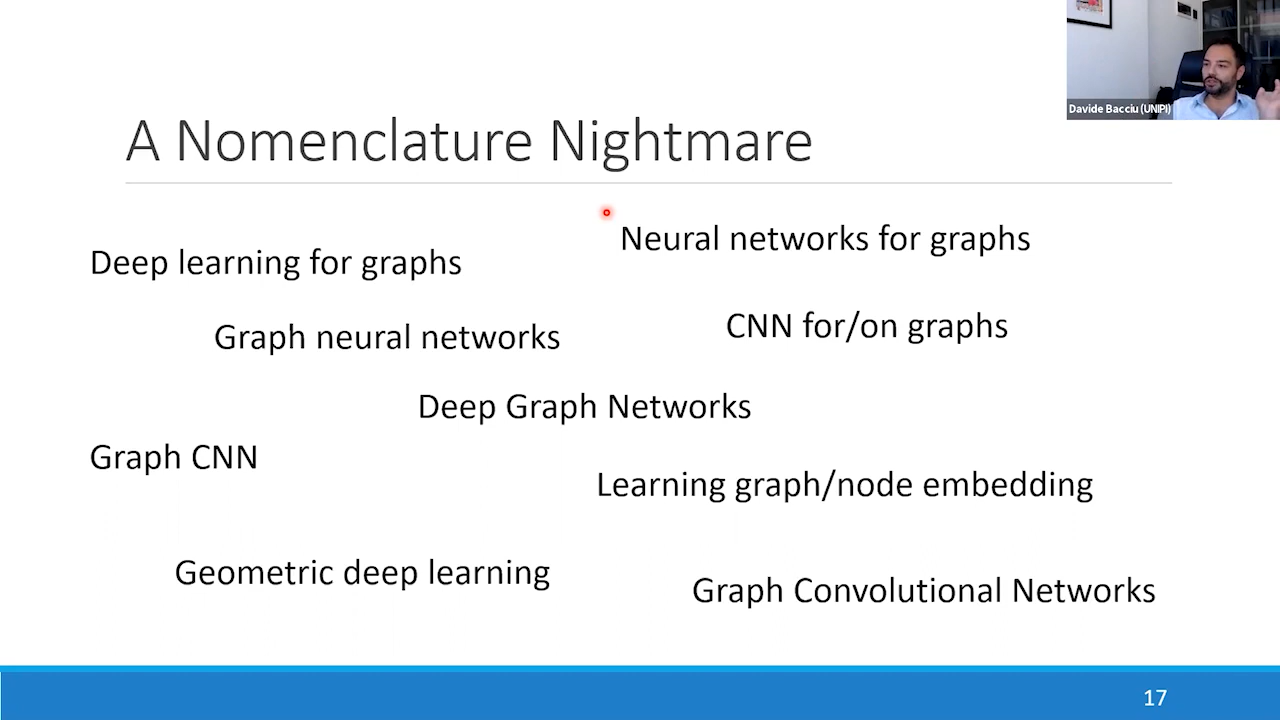 Davide Bacciu (UNIPI)
A Nomenclature Nightmare
Neural networks for graphs
Deep learning for graphs
CNN for/on graphs
Graph neural networks
Deep Graph Networks
Graph CNN
Learning graph/node embedding
Geometric deep learning
Graph Convolutional Networks
17